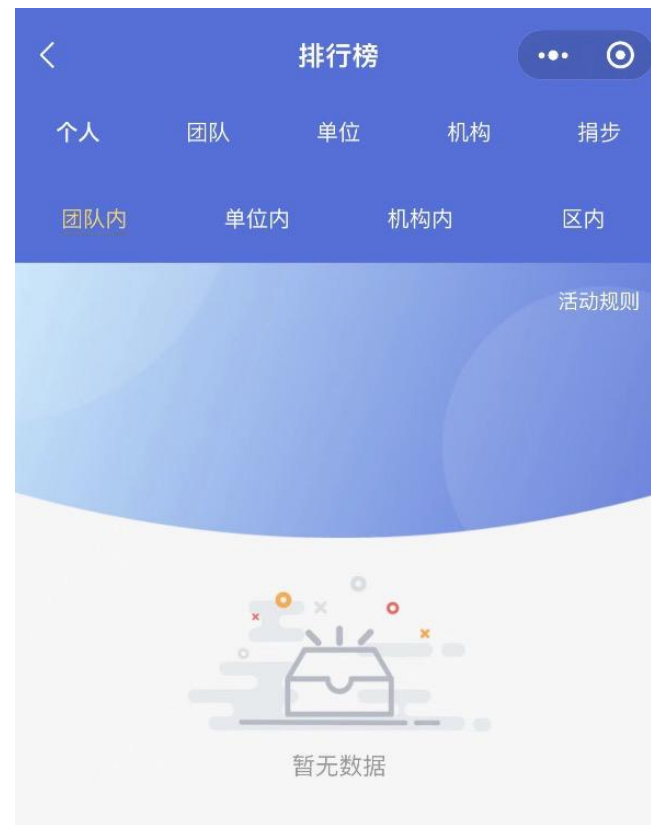 排行榜
个人 团队 单位 机构 捐步
团队内 单位内 机构内 区内
活动规则
暂无数据